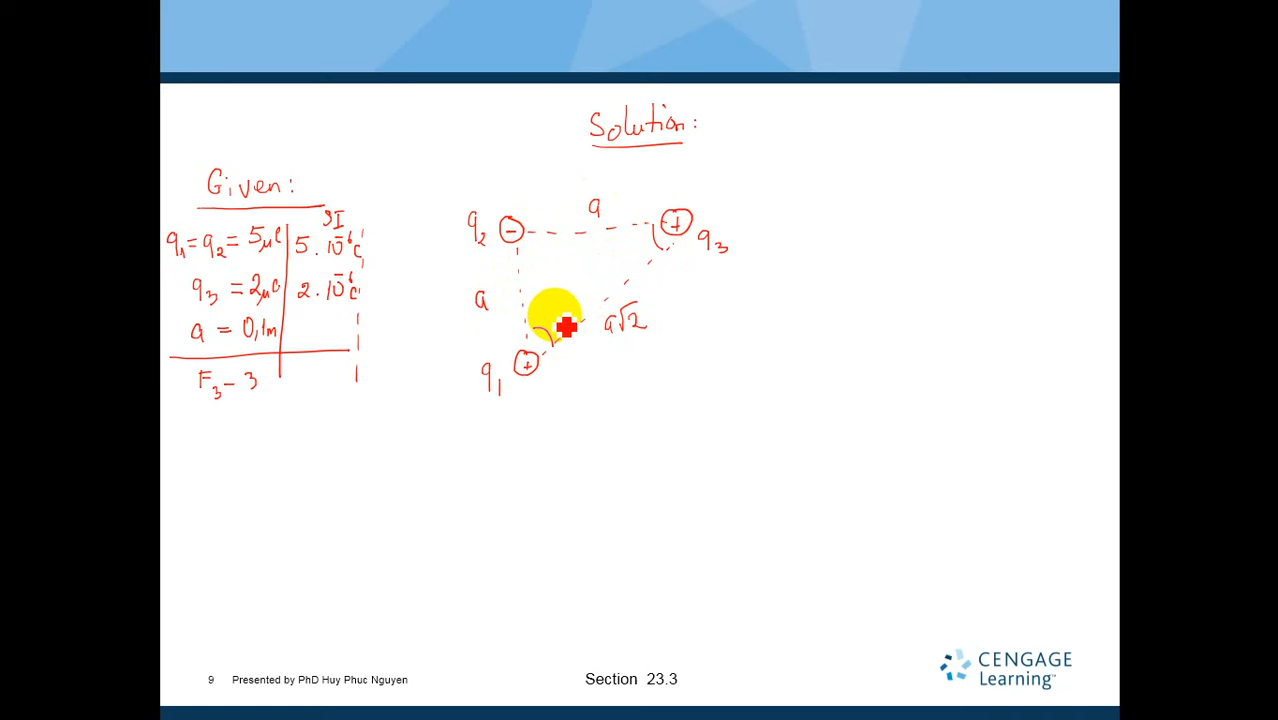 Solution:
Given:
SI
q1 = q2 = 5μC 5.10⁻⁶C
q3 = 2μC 2.10⁻⁶C
a = 0,1m
F3 - 3
q2 − a + q3
a
a√2
q1 +
9 Presented by PhD Huy Phuc Nguyen Section 23.3
CENGAGE
Learning™